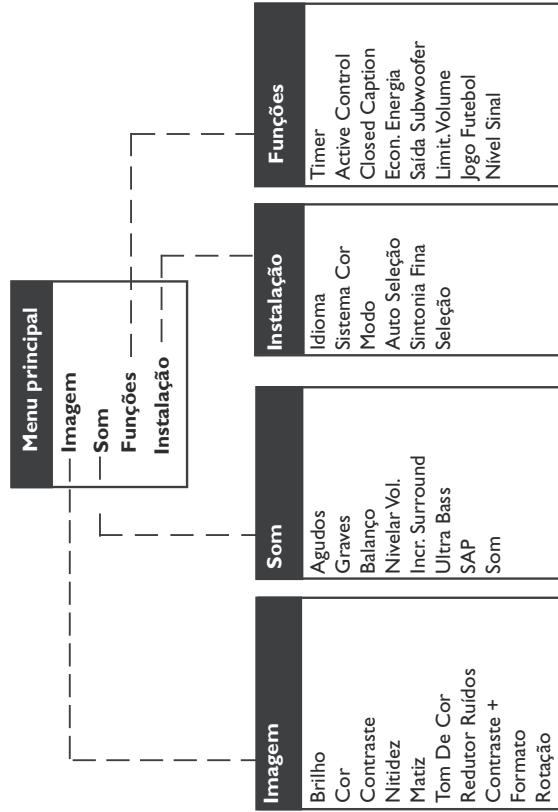 Menu principal
Imagem
Som
Funções
Instalação
Imagem
Brilho
Cor
Contraste
Nitidez
Matiz
Tom De Cor
Redutor Ruídos
Contraste +
Formato
Rotação
Som
Agudos
Graves
Balanço
Nivelar Vol.
Incr. Surround
Ultra Bass
SAP
Som
Instalação
Idioma
Sistema Cor
Modo
Auto Seleção
Sintonia Fina
Seleção
Funções
Timer
Active Control
Closed Caption
Econ. Energia
Saída Subwoofer
Limit. Volume
Jogo Futebol
Nível Sinal